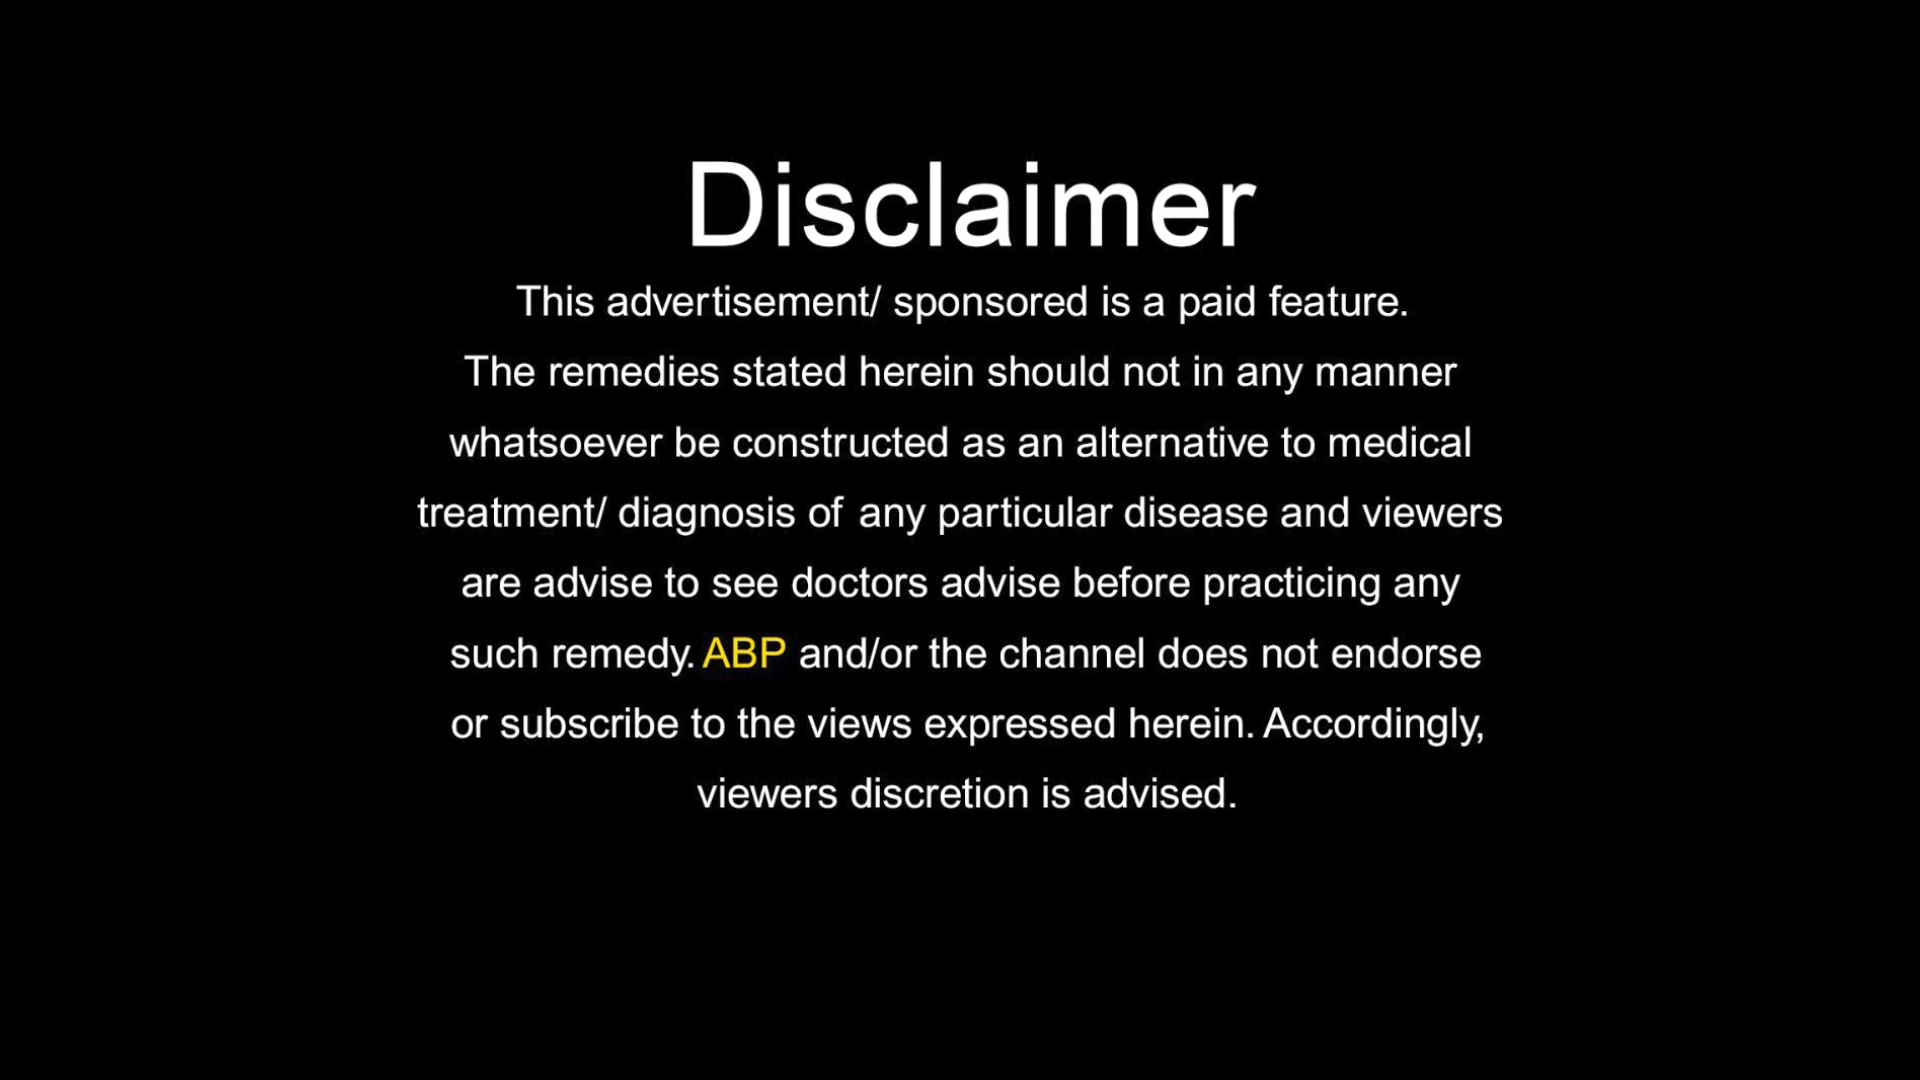 Disclaimer
This advertisement/ sponsored is a paid feature.
The remedies stated herein should not in any manner
whatsoever be constructed as an alternative to medical
treatment/ diagnosis of any particular disease and viewers
are advise to see doctors advise before practicing any
such remedy. ABP and/or the channel does not endorse
or subscribe to the views expressed herein. Accordingly,
viewers discretion is advised.